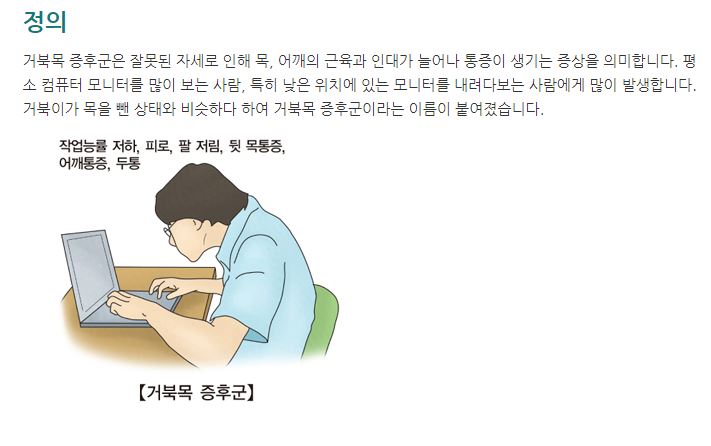 정의
거북목 증후군은 잘못된 자세로 인해 목, 어깨의 근육과 인대가 늘어나 통증이 생기는 증상을 의미합니다. 평
소 컴퓨터 모니터를 많이 보는 사람, 특히 낮은 위치에 있는 모니터를 내려다보는 사람에게 많이 발생합니다.
거북이가 목을 뺀 상태와 비슷하다 하여 거북목 증후군이라는 이름이 붙여졌습니다.
작업능률 저하, 피로, 팔 저림, 뒷 목통증,
어깨통증, 두통
【거북목 증후군】